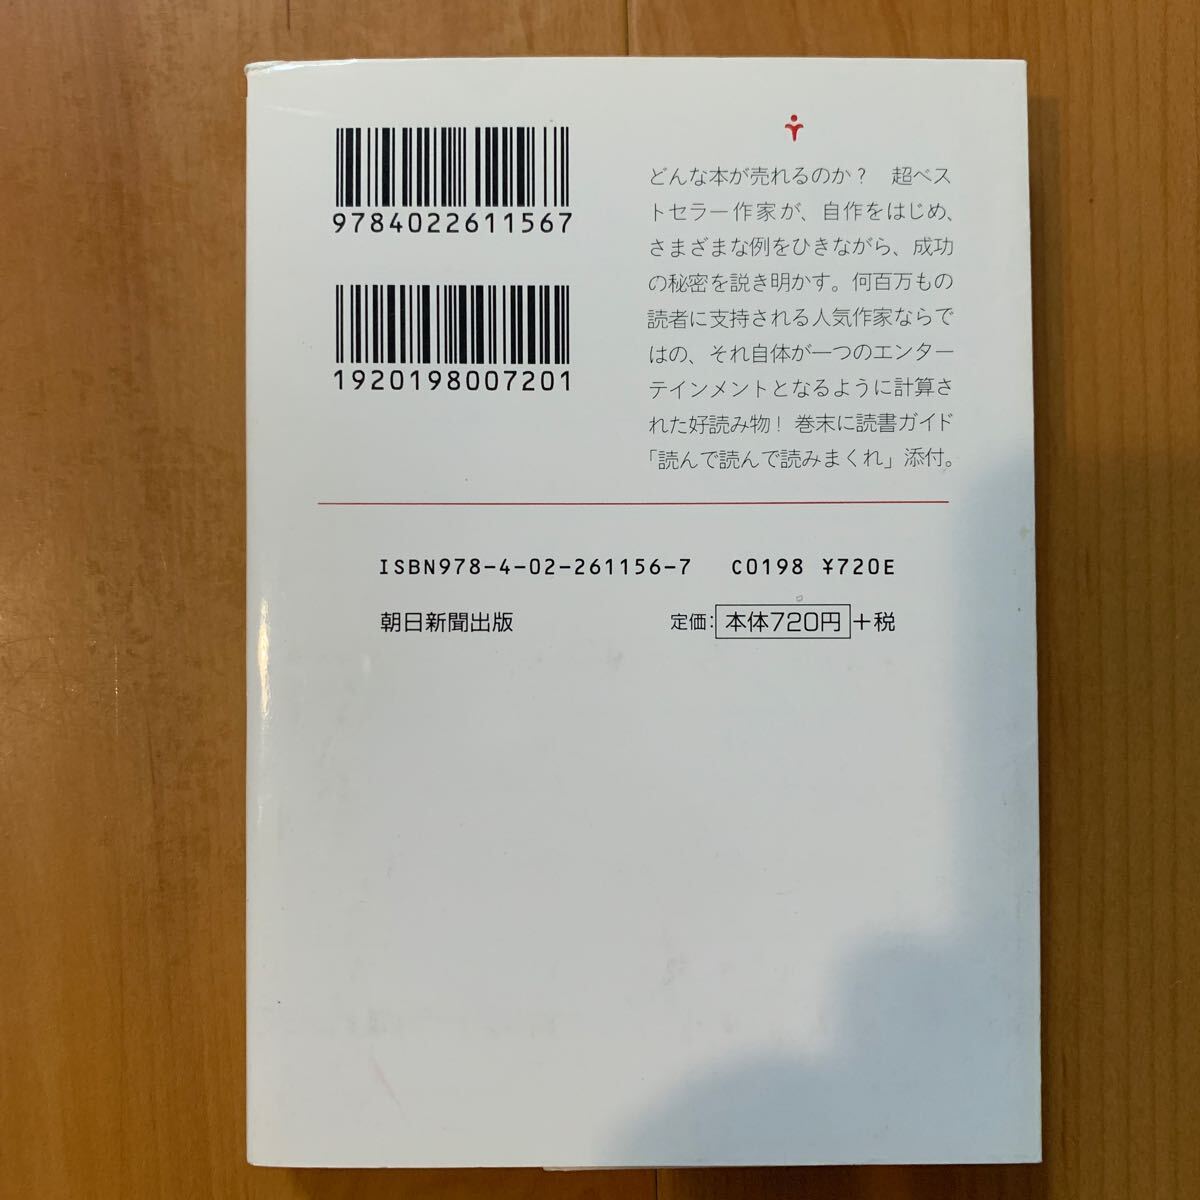 9784022611567
1920198007201
どんな本が売れるのか？　超ベス
トセラー作家が、自作をはじめ、
さまざまな例をひきながら、成功
の秘密を説き明かす。何百万もの
読者に支持される人気作家ならで
はの、それ自体が一つのエンター
テインメントとなるように計算さ
れた好読み物！ 巻末に読書ガイド
「読んで読んで読みまくれ」添付。
ISBN978-4-02-261156-7　C0198 ¥720E
朝日新聞出版　定価：本体720円＋税